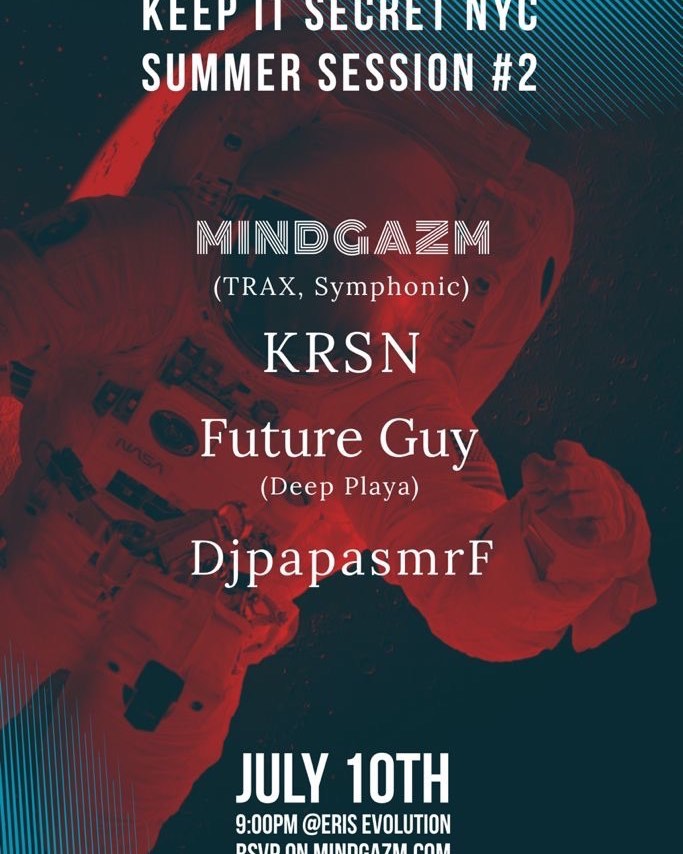 KEEP IT SECRET NYC
SUMMER SESSION #2
MINDGAZM
(TRAX, Symphonic)
KRSN
Future Guy
(Deep Playa)
NASA
DjpapasmrF
JULY 10TH
9:00PM @ERIS EVOLUTION
RSVP ON MINDGAZM.COM